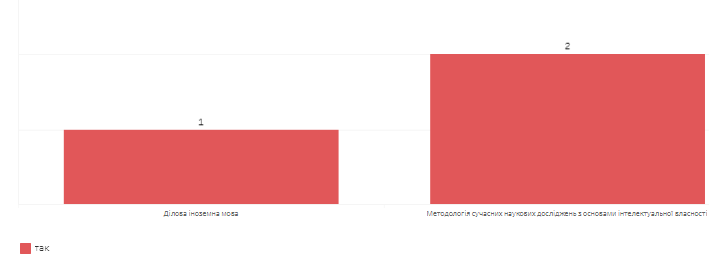 1
2
Ділова іноземна мова
Методологія сучасних наукових досліджень з основами інтелектуальної власності
так